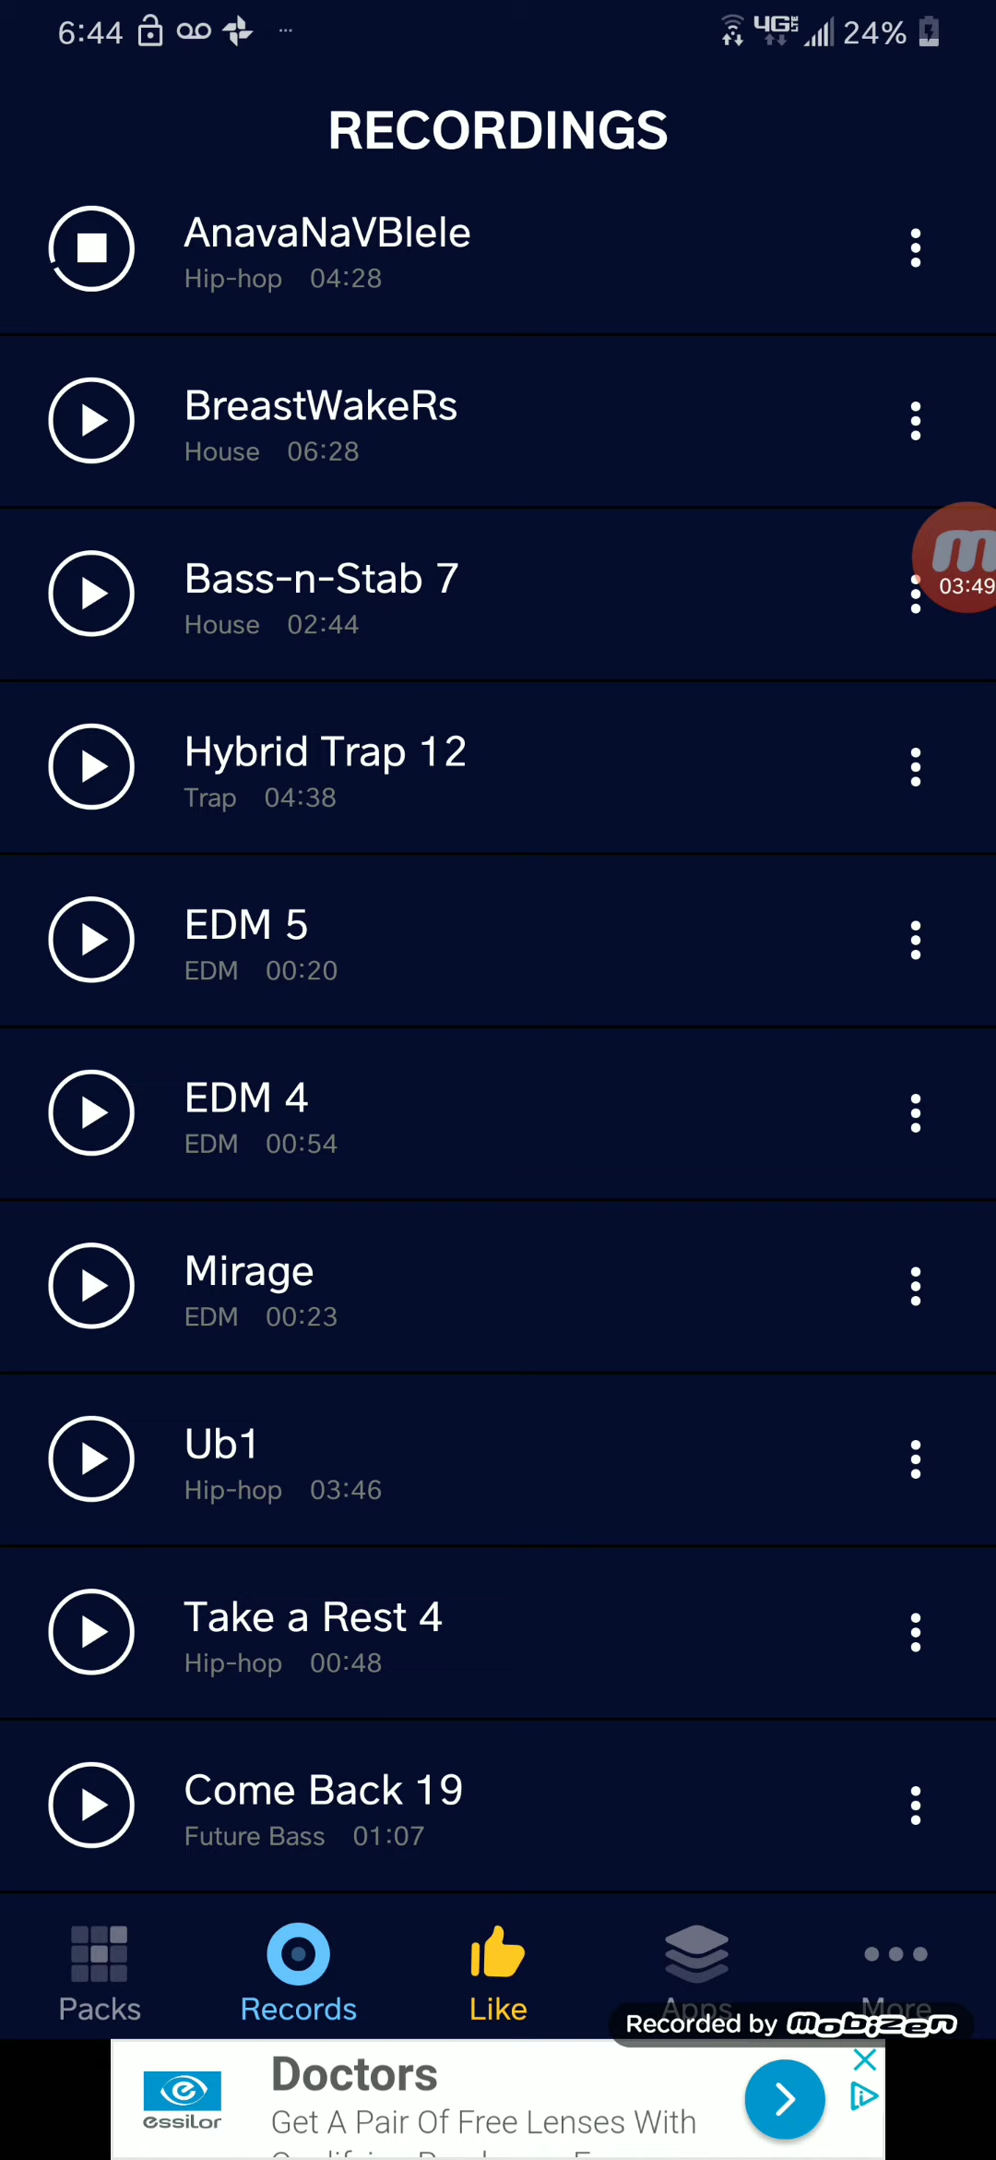 6:44
4G LTE 24%
RECORDINGS
AnavaNaVBlele
Hip-hop 04:28
BreastWakeRs
House 06:28
03:49
Bass-n-Stab 7
House 02:44
Hybrid Trap 12
Trap 04:38
EDM 5
EDM 00:20
EDM 4
EDM 00:54
Mirage
EDM 00:23
Ub1
Hip-hop 03:46
Take a Rest 4
Hip-hop 00:48
Come Back 19
Future Bass 01:07
Packs Records Like Apps More
Recorded by mobizen
Doctors
essilor
Get A Pair Of Free Lenses With